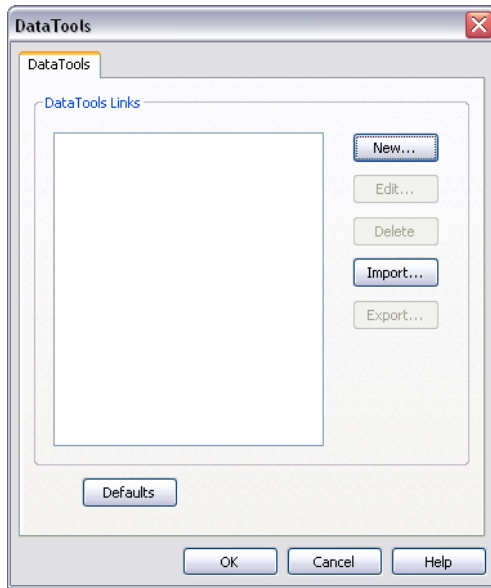 DataTools
DataTools
DataTools Links
New...
Edit...
Delete
Import...
Export...
Defaults
OK Cancel Help